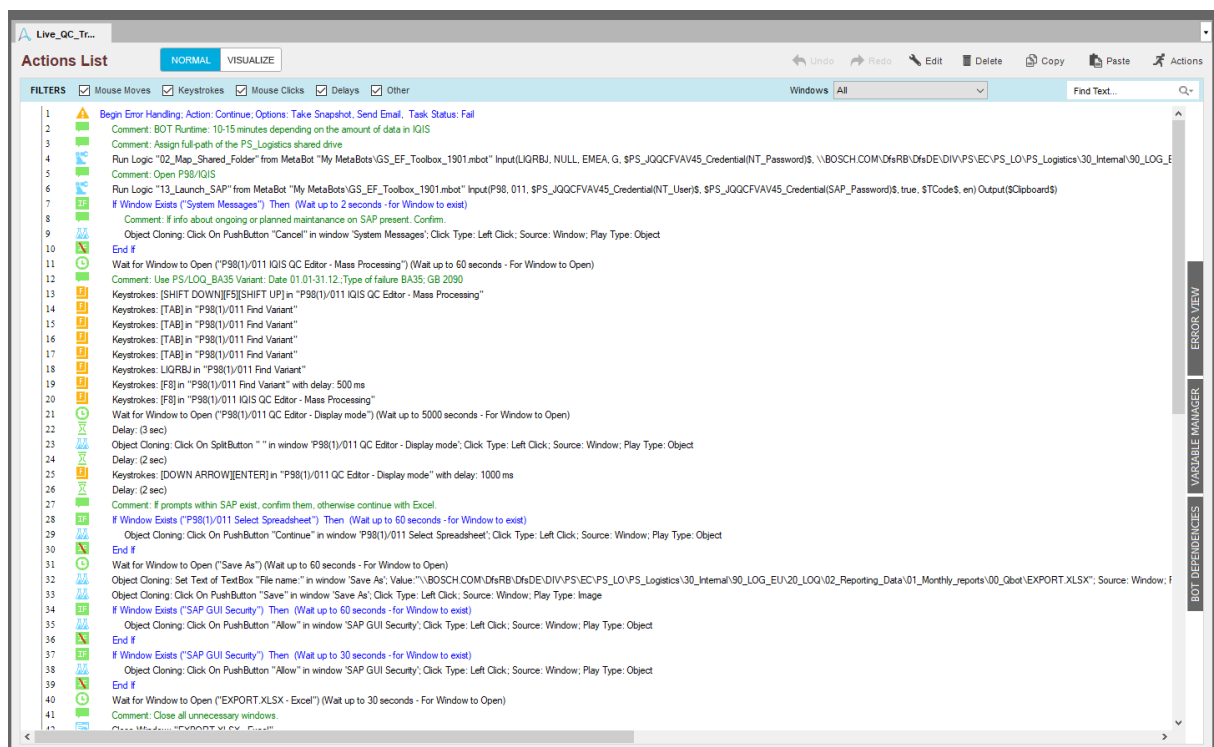 Live_QC_Tr...
Actions List NORMAL VISUALIZE Undo Redo Edit Delete Copy Paste Actions
FILTERS Mouse Moves Keystrokes Mouse Clicks Delays Other Windows All Find Text...
1 Begin Error Handling; Action: Continue; Options: Take Snapshot, Send Email, Task Status: Fail
2 Comment: BOT Runtime: 10-15 minutes depending on the amount of data in IQIS
3 Comment: Assign full-path of the PS_Logistics shared drive
4 Run Logic "02_Map_Shared_Folder" from MetaBot "My MetaBots\GS_EF_Toolbox_1901.mbot" Input(LIQRBJ, NULL, EMEA, G, $PS_JQQCFVAV45_Credential(NT_Password)$, \\BOSCH.COM\DfsRB\DfsDE\DIV\PS\EC\PS_LO\PS_Logistics\30_Internal\90_LOG_E
5 Comment: Open P98/IQIS
6 Run Logic "13_Launch_SAP" from MetaBot "My MetaBots\GS_EF_Toolbox_1901.mbot" Input(P98, 011, $PS_JQQCFVAV45_Credential(NT_User)$, $PS_JQQCFVAV45_Credential(SAP_Password)$, true, $TCode$, en) Output($Clipboard$)
7 If Window Exists ("System Messages") Then (Wait up to 2 seconds - for Window to exist)
8 Comment: If info about ongoing or planned maintanance on SAP present. Confirm.
9 Object Cloning: Click On PushButton "Cancel" in window 'System Messages'; Click Type: Left Click; Source: Window; Play Type: Object
10 End If
11 Wait for Window to Open ("P98(1)/011 IQIS QC Editor - Mass Processing") (Wait up to 60 seconds - For Window to Open)
12 Comment: Use PS/LOQ_BA35 Variant: Date 01.01-31.12.;Type of failure BA35; GB 2090
13 Keystrokes: [SHIFT DOWN][F5][SHIFT UP] in "P98(1)/011 IQIS QC Editor - Mass Processing"
14 Keystrokes: [TAB] in "P98(1)/011 Find Variant"
15 Keystrokes: [TAB] in "P98(1)/011 Find Variant"
16 Keystrokes: [TAB] in "P98(1)/011 Find Variant"
17 Keystrokes: [TAB] in "P98(1)/011 Find Variant"
18 Keystrokes: LIQRBJ in "P98(1)/011 Find Variant"
19 Keystrokes: [F8] in "P98(1)/011 Find Variant" with delay: 500 ms
20 Keystrokes: [F8] in "P98(1)/011 IQIS QC Editor - Mass Processing"
21 Wait for Window to Open ("P98(1)/011 QC Editor - Display mode") (Wait up to 5000 seconds - For Window to Open)
22 Delay: (3 sec)
23 Object Cloning: Click On SplitButton " " in window 'P98(1)/011 QC Editor - Display mode'; Click Type: Left Click; Source: Window; Play Type: Object
24 Delay: (2 sec)
25 Keystrokes: [DOWN ARROW][ENTER] in "P98(1)/011 QC Editor - Display mode" with delay: 1000 ms
26 Delay: (2 sec)
27 Comment: If prompts within SAP exist, confirm them, otherwise continue with Excel.
28 If Window Exists ("P98(1)/011 Select Spreadsheet") Then (Wait up to 60 seconds - for Window to exist)
29 Object Cloning: Click On PushButton "Continue" in window 'P98(1)/011 Select Spreadsheet'; Click Type: Left Click; Source: Window; Play Type: Object
30 End If
31 Wait for Window to Open ("Save As") (Wait up to 60 seconds - For Window to Open)
32 Object Cloning: Set Text of TextBox "File name:" in window 'Save As'; Value:"\\BOSCH.COM\DfsRB\DfsDE\DIV\PS\EC\PS_LO\PS_Logistics\30_Internal\90_LOG_EU\20_LOQ\02_Reporting_Data\01_Monthly_reports\00_Qbot\EXPORT.XLSX"; Source: Window;
33 Object Cloning: Click On PushButton "Save" in window 'Save As'; Click Type: Left Click; Source: Window; Play Type: Image
34 If Window Exists ("SAP GUI Security") Then (Wait up to 60 seconds - for Window to exist)
35 Object Cloning: Click On PushButton "Allow" in window 'SAP GUI Security'; Click Type: Left Click; Source: Window; Play Type: Object
36 End If
37 If Window Exists ("SAP GUI Security") Then (Wait up to 30 seconds - for Window to exist)
38 Object Cloning: Click On PushButton "Allow" in window 'SAP GUI Security'; Click Type: Left Click; Source: Window; Play Type: Object
39 End If
40 Wait for Window to Open ("EXPORT.XLSX - Excel") (Wait up to 30 seconds - For Window to Open)
41 Comment: Close all unnecessary windows.
42 Close Window: "EXPORT.XLSX - Excel"
ERROR VIEW
VARIABLE MANAGER
BOT DEPENDENCIES